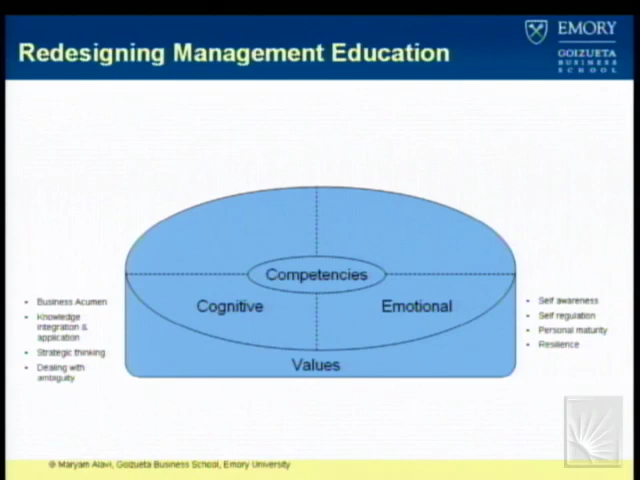 Redesigning Management Education
EMORY
GOIZUETA
BUSINESS
SCHOOL
Competencies
Cognitive
Emotional
Values
• Business Acumen
• Knowledge
integration &
application
• Strategic thinking
• Dealing with
ambiguity
• Self awareness
• Self regulation
• Personal maturity
• Resilience
© Maryam Alavi, Goizueta Business School, Emory University